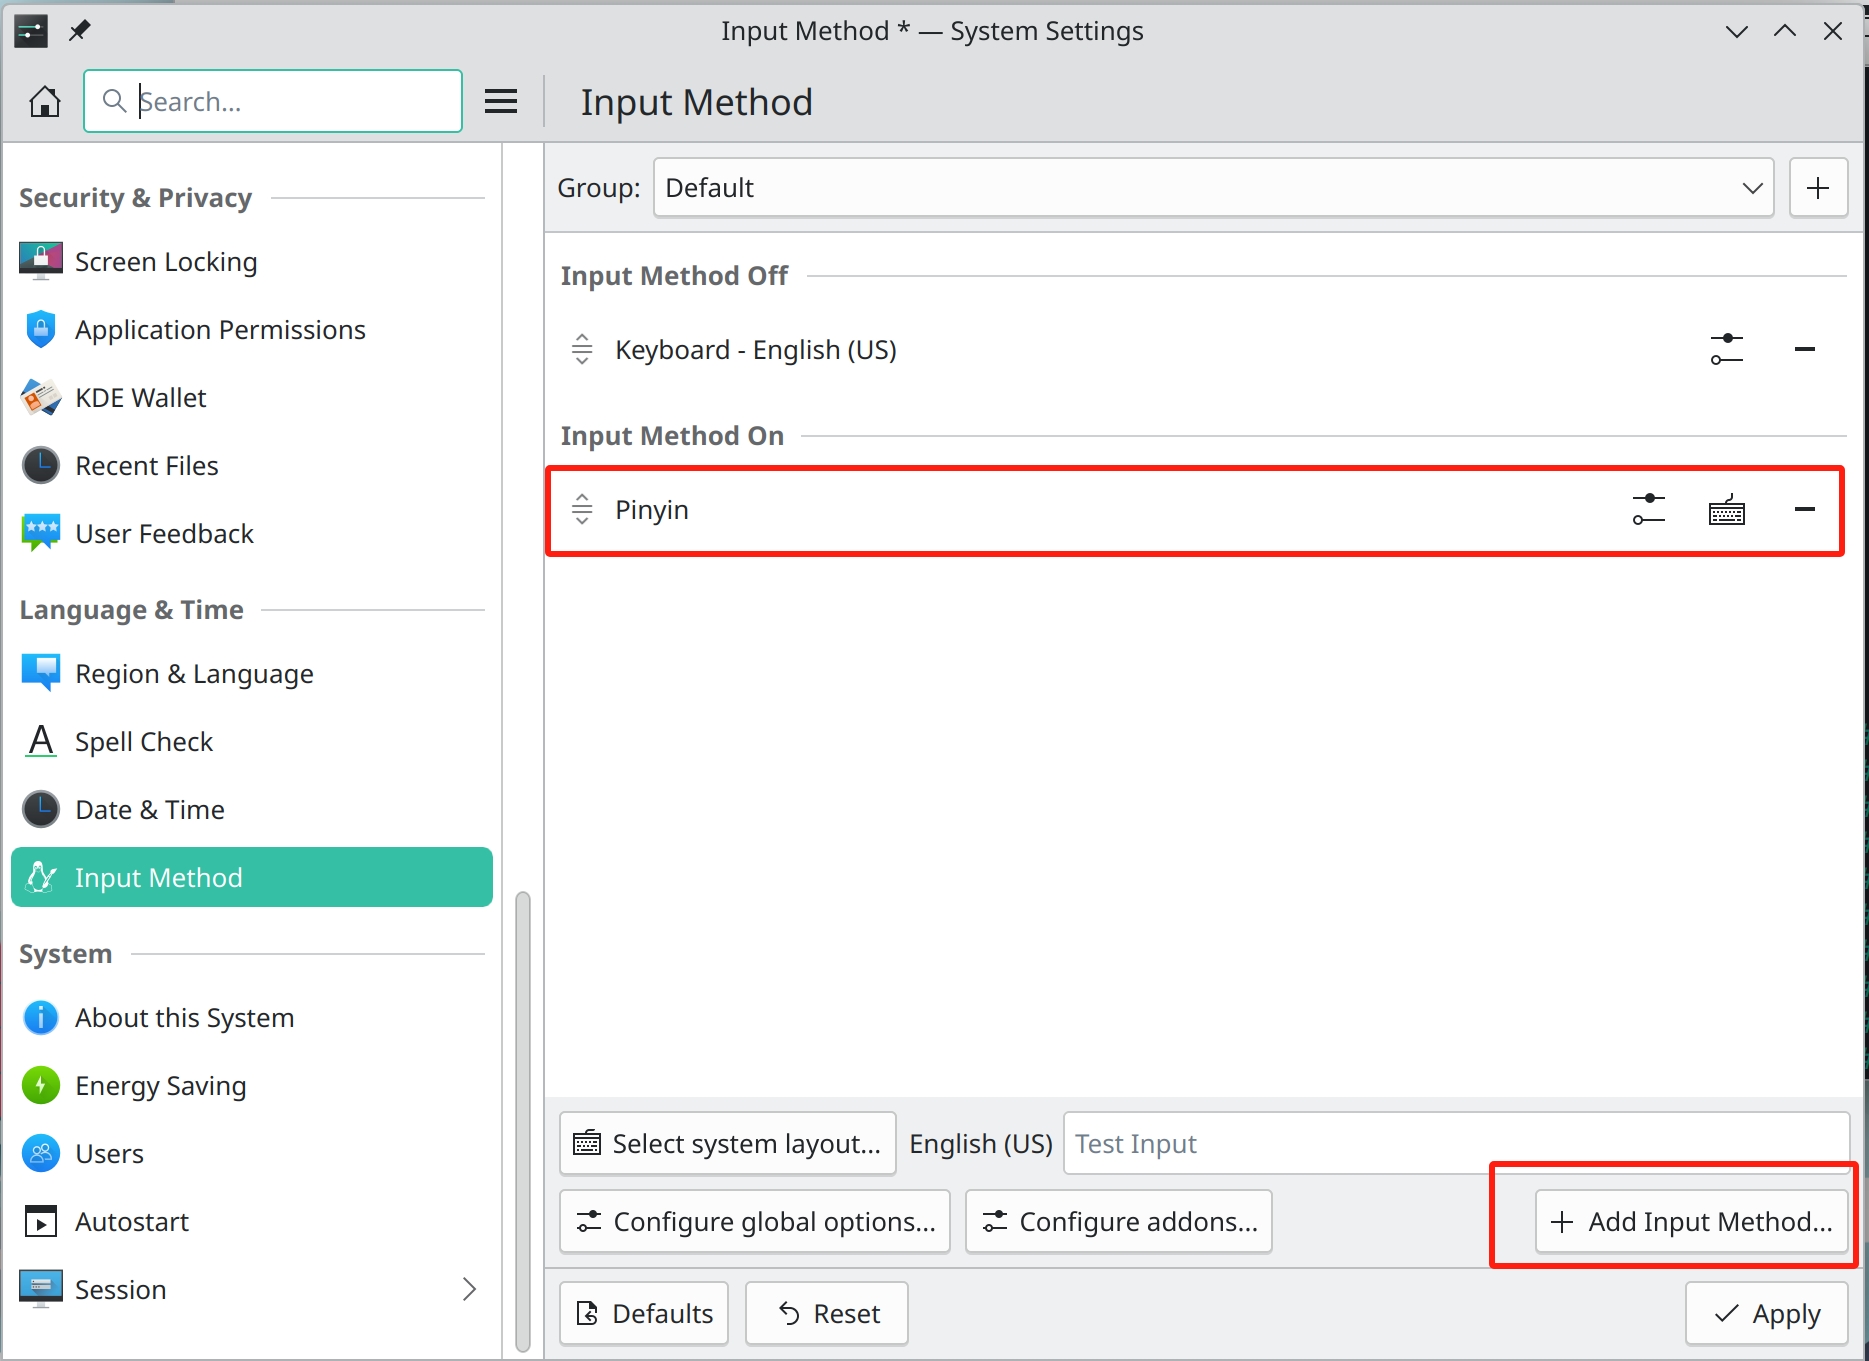 Input Method * — System Settings
Search...
Input Method
Security & Privacy
Screen Locking
Application Permissions
KDE Wallet
Recent Files
User Feedback
Language & Time
Region & Language
Spell Check
Date & Time
Input Method
System
About this System
Energy Saving
Users
Autostart
Session
Group: Default
Input Method Off
Keyboard - English (US)
Input Method On
Pinyin
Select system layout... English (US) Test Input
Configure global options... Configure addons... Add Input Method...
Defaults Reset Apply